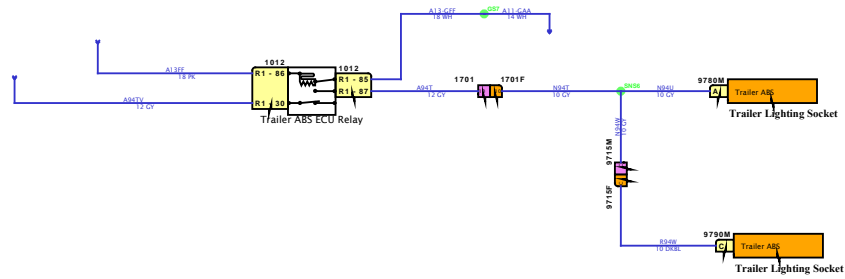 A13-GFF
18 WH
GS7
A11-GAA
14 WH
A13FF
18 PK
1012
1012
R1 - 86
R1 - 85
R1 - 87
R1 - 30
A94TV
12 GY
Trailer ABS ECU Relay
A94T
12 GY
1701
1701F
N94T
10 GY
SNS6
N94U
10 GY
9780M
A
Trailer ABS
Trailer Lighting Socket
N94W
10 GY
9715M
9715F
R94W
10 DKBL
9790M
C
Trailer ABS
Trailer Lighting Socket